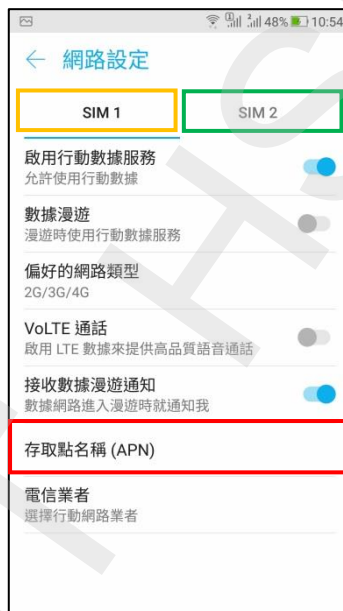 48% 10:54
網路設定
SIM 1 SIM 2
啟用行動數據服務
允許使用行動數據
數據漫遊
漫遊時使用行動數據服務
偏好的網路類型
2G/3G/4G
VoLTE 通話
啟用 LTE 數據來提供高品質語音通話
接收數據漫遊通知
數據網路進入漫遊時就通知我
存取點名稱 (APN)
電信業者
選擇行動網路業者